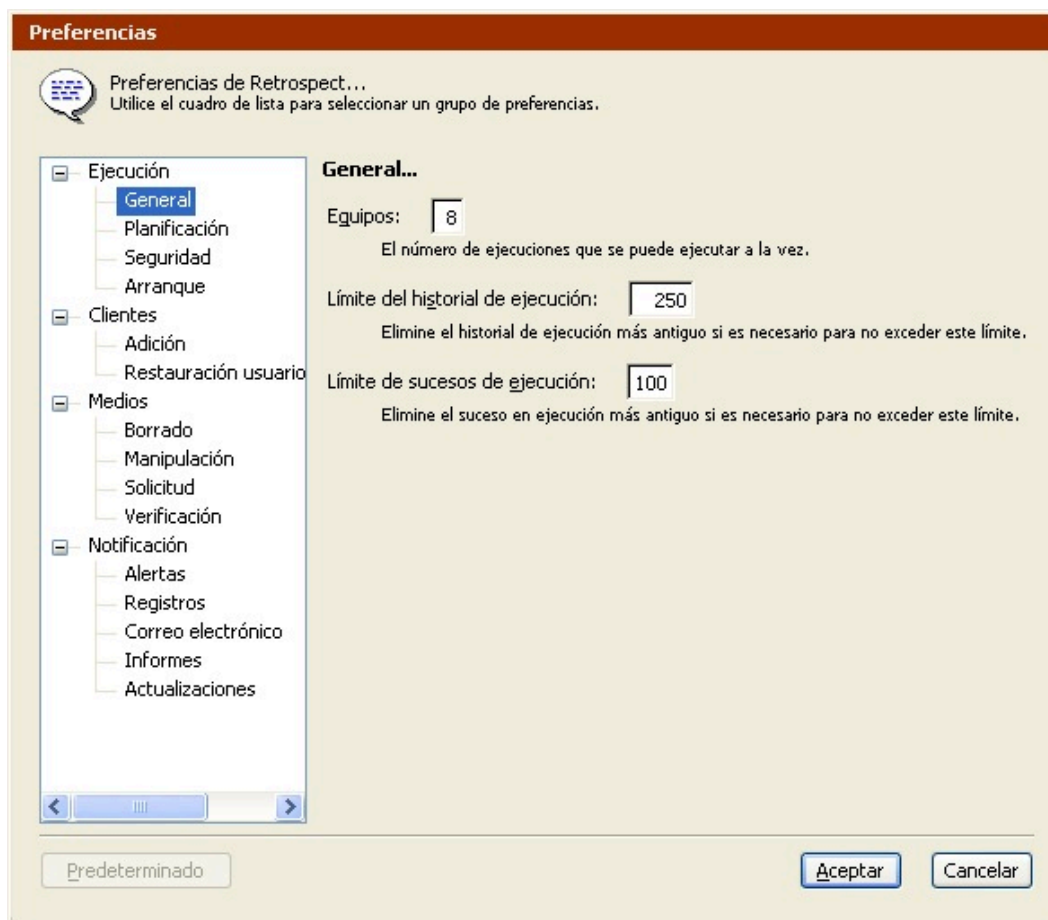 Preferencias
Preferencias de Retrospect...
Utilice el cuadro de lista para seleccionar un grupo de preferencias.
Ejecución
General
Planificación
Seguridad
Arranque
Clientes
Adición
Restauración usuario
Medios
Borrado
Manipulación
Solicitud
Verificación
Notificación
Alertas
Registros
Correo electrónico
Informes
Actualizaciones
General...
Equipos: 8
El número de ejecuciones que se puede ejecutar a la vez.
Límite del historial de ejecución: 250
Elimine el historial de ejecución más antiguo si es necesario para no exceder este límite.
Límite de sucesos de ejecución: 100
Elimine el suceso en ejecución más antiguo si es necesario para no exceder este límite.
Predeterminado
Aceptar
Cancelar